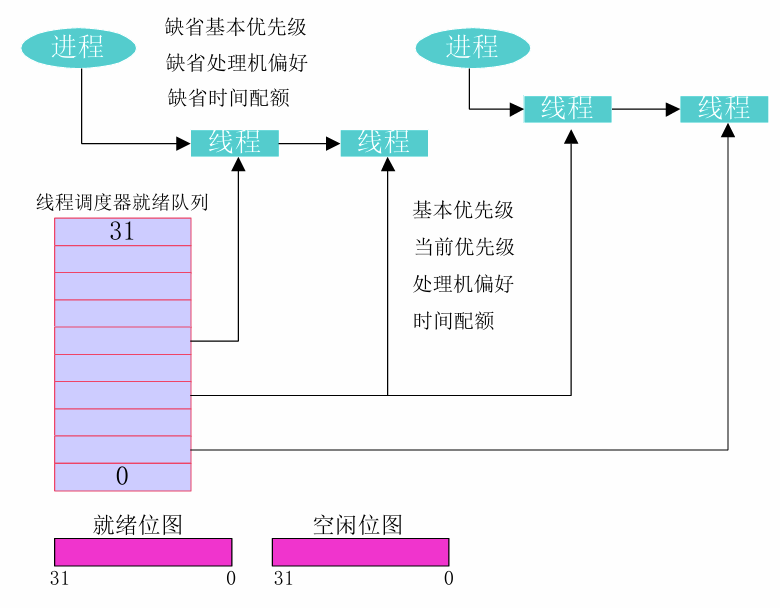 进程
缺省基本优先级
缺省处理机偏好
缺省时间配额
进程
线程
线程
线程
线程
线程调度器就绪队列
31
0
基本优先级
当前优先级
处理机偏好
时间配额
就绪位图
31 0
空闲位图
31 0